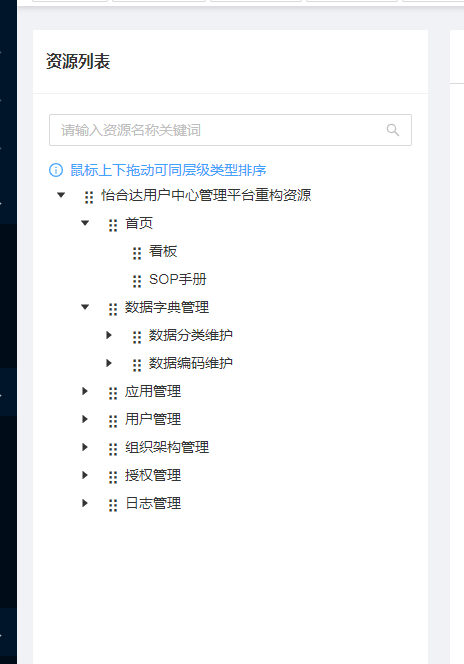 资源列表
请输入资源名称关键词
鼠标上下拖动可同层级类型排序
怡合达用户中心管理平台重构资源
首页
看板
SOP手册
数据字典管理
数据分类维护
数据编码维护
应用管理
用户管理
组织架构管理
授权管理
日志管理